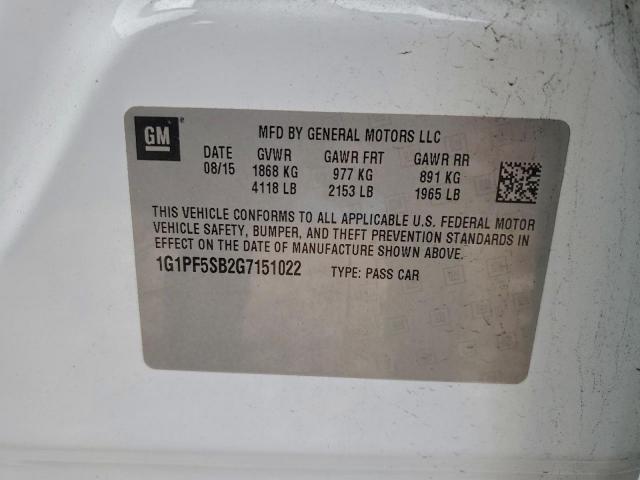 GM
MFD BY GENERAL MOTORS LLC
DATE GVWR GAWR FRT GAWR RR
08/15 1868 KG 977 KG 891 KG
4118 LB 2153 LB 1965 LB
THIS VEHICLE CONFORMS TO ALL APPLICABLE U.S. FEDERAL MOTOR
VEHICLE SAFETY, BUMPER, AND THEFT PREVENTION STANDARDS IN
EFFECT ON THE DATE OF MANUFACTURE SHOWN ABOVE.
1G1PF5SB2G7151022 TYPE: PASS CAR